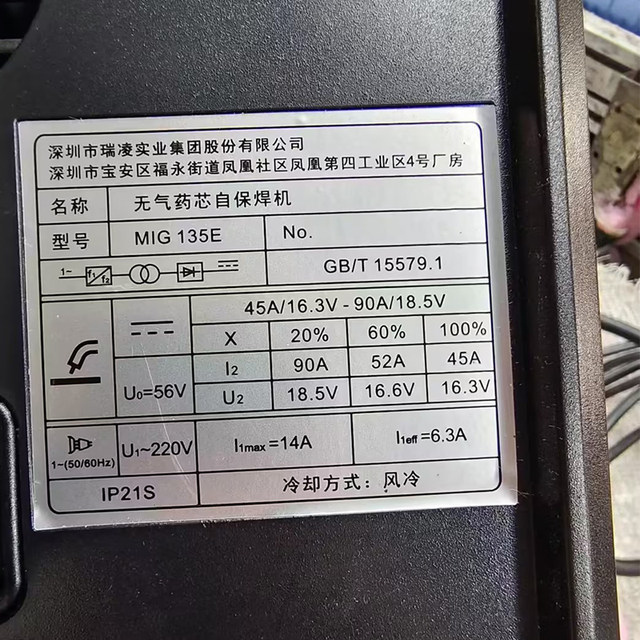 深圳市瑞凌实业集团股份有限公司
深圳市宝安区福永街道凤凰社区凤凰第四工业区4号厂房
名称 无气药芯自保焊机
型号 MIG 135E No.
1~ f₁ f₂ GB/T 15579.1
45A/16.3V - 90A/18.5V
X 20% 60% 100%
I₂ 90A 52A 45A
U₀=56V U₂ 18.5V 16.6V 16.3V
1~(50/60Hz) U₁~220V I₁max=14A I₁eff=6.3A
IP21S 冷却方式：风冷